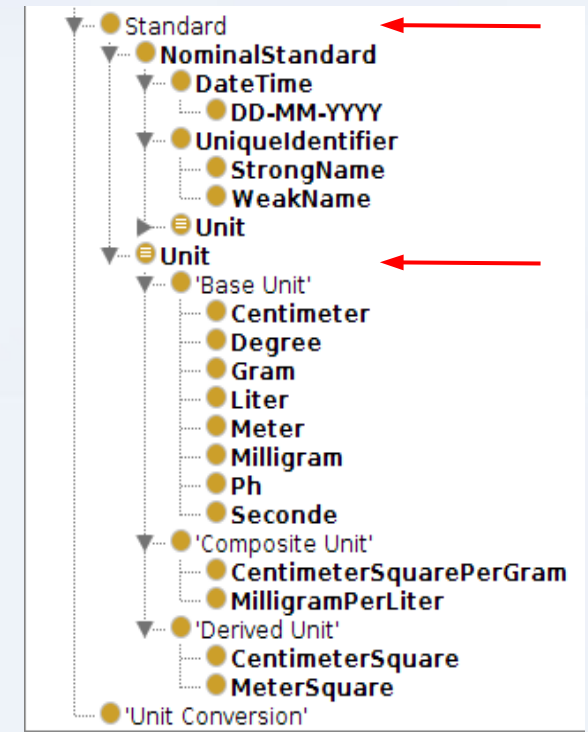 Standard
NominalStandard
DateTime
DD-MM-YYYY
UniqueIdentifier
StrongName
WeakName
Unit
Unit
'Base Unit'
Centimeter
Degree
Gram
Liter
Meter
Milligram
Ph
Seconde
'Composite Unit'
CentimeterSquarePerGram
MilligramPerLiter
'Derived Unit'
CentimeterSquare
MeterSquare
'Unit Conversion'